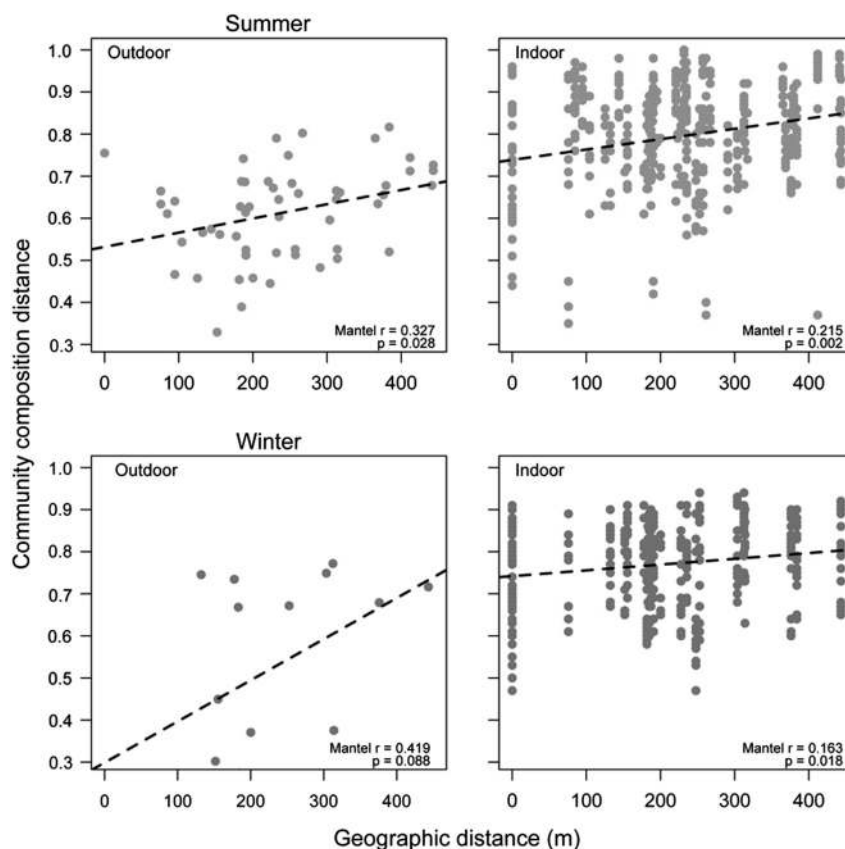 Summer
Outdoor
1.0
0.9
0.8
0.7
0.6
0.5
0.4
0.3
0 100 200 300 400
Mantel r = 0.327
p = 0.028
Indoor
0 100 200 300 400
Mantel r = 0.215
p = 0.002
Community composition distance
Winter
Outdoor
1.0
0.9
0.8
0.7
0.6
0.5
0.4
0.3
0 100 200 300 400
Mantel r = 0.419
p = 0.088
Indoor
0 100 200 300 400
Mantel r = 0.163
p = 0.018
Geographic distance (m)